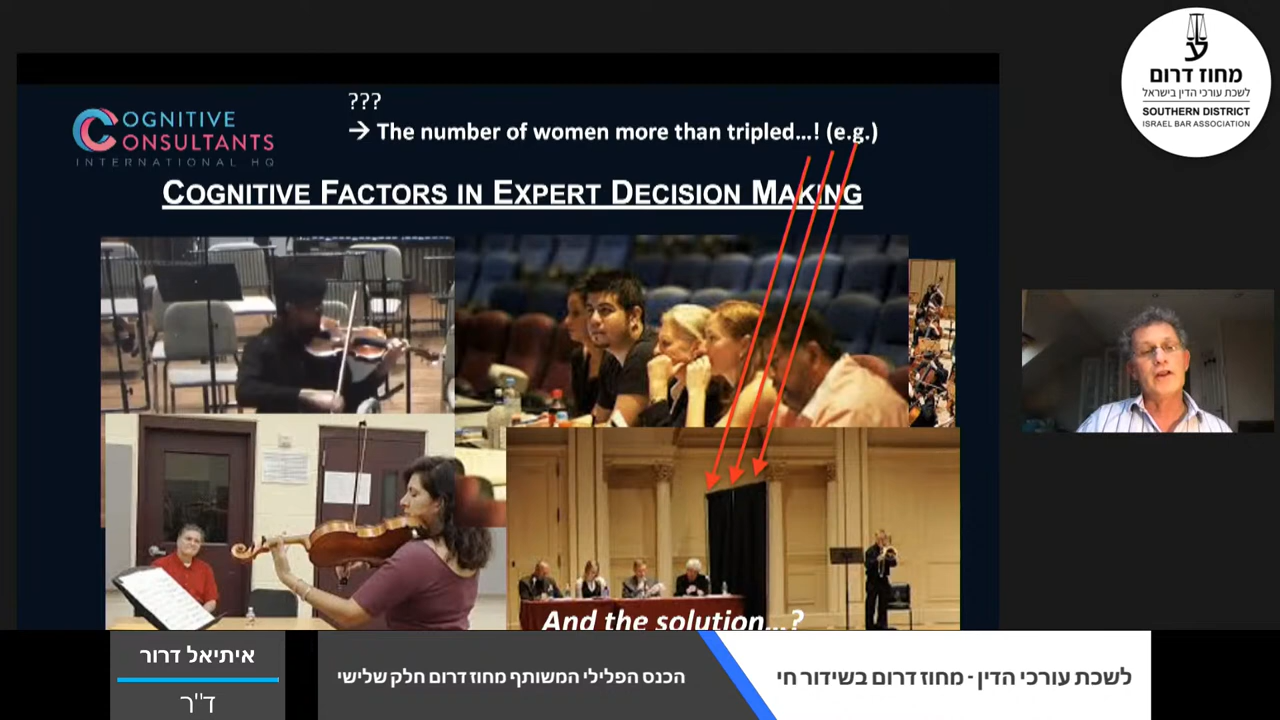 ???
→ The number of women more than tripled...! (e.g.)
COGNITIVE
CONSULTANTS
INTERNATIONAL HQ
COGNITIVE FACTORS IN EXPERT DECISION MAKING
And the solution...?
מחוז דרום
לשכת עורכי הדין בישראל
SOUTHERN DISTRICT
ISRAEL BAR ASSOCIATION
איתיאל דרור
ד"ר
הכנס הפלילי המשותף מחוז דרום חלק שלישי
לשכת עורכי הדין - מחוז דרום בשידור חי